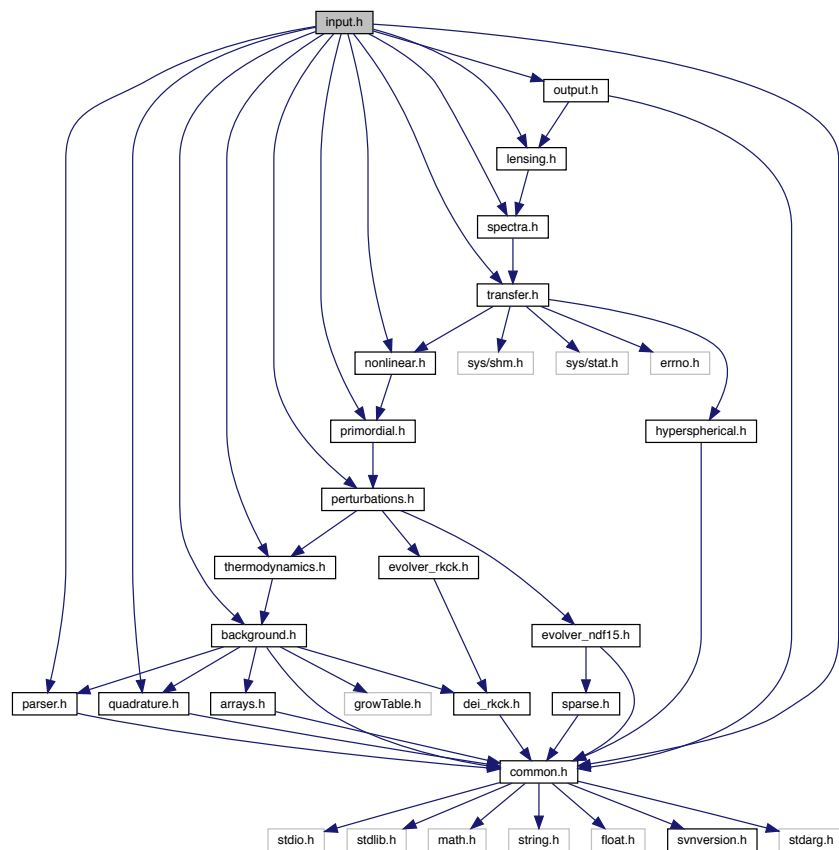 input.h
output.h
lensing.h
spectra.h
transfer.h
nonlinear.h
sys/shm.h
sys/stat.h
errno.h
primordial.h
hyperspherical.h
perturbations.h
thermodynamics.h
evolver_rkck.h
background.h
evolver_ndf15.h
parser.h
quadrature.h
arrays.h
growTable.h
dei_rkck.h
sparse.h
common.h
stdio.h
stdlib.h
math.h
string.h
float.h
svnversion.h
stdarg.h